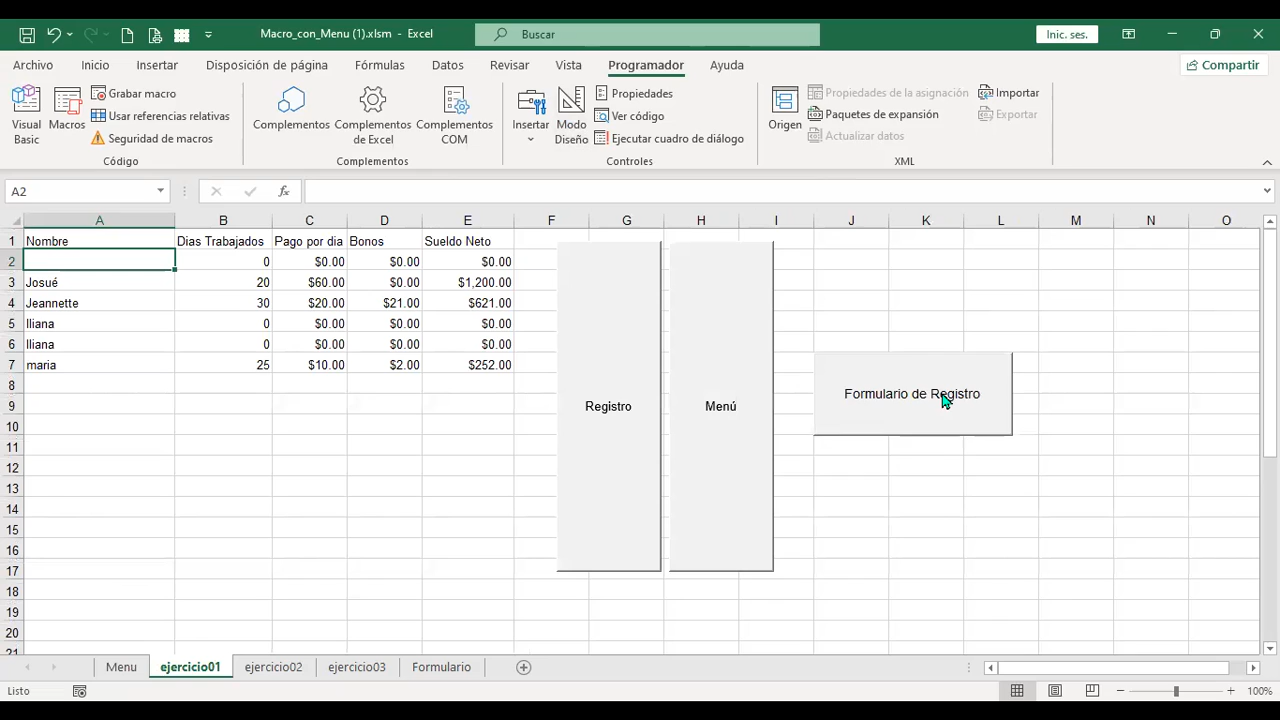 Macro_con_Menu (1).xlsm - Excel
Buscar
Inic. ses.
Archivo Inicio Insertar Disposición de página Fórmulas Datos Revisar Vista Programador Ayuda Compartir
Visual Basic
Macros
Grabar macro
Usar referencias relativas
Seguridad de macros
Código
Complementos
Complementos de Excel
Complementos COM
Complementos
Insertar
Modo Diseño
Propiedades
Ver código
Ejecutar cuadro de diálogo
Controles
Origen
Propiedades de la asignación
Paquetes de expansión
Actualizar datos
Importar
Exportar
XML
A2
fx
A B C D E F G H I J K L M N O
1 Nombre Dias Trabajados Pago por dia Bonos Sueldo Neto
2 0 $0.00 $0.00 $0.00
3 Josué 20 $60.00 $0.00 $1,200.00
4 Jeannette 30 $20.00 $21.00 $621.00
5 Iliana 0 $0.00 $0.00 $0.00
6 Iliana 0 $0.00 $0.00 $0.00
7 maria 25 $10.00 $2.00 $252.00
8
9
10
11
12
13
14
15
16
17
18
19
20
21
Registro
Menú
Formulario de Registro
Menu ejercicio01 ejercicio02 ejercicio03 Formulario
Listo
100%